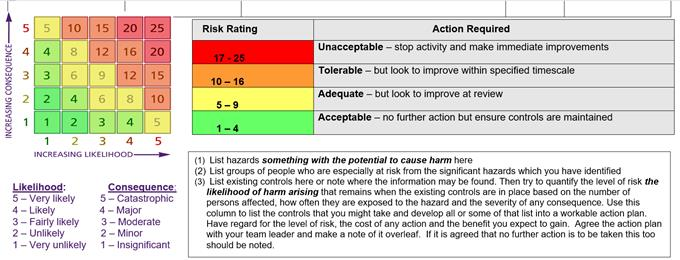 INCREASING CONSEQUENCE
5 5 10 15 20 25
4 4 8 12 16 20
3 3 6 9 12 15
2 2 4 6 8 10
1 1 2 3 4 5
1 2 3 4 5
INCREASING LIKELIHOOD
Likelihood: Consequence:
5 – Very likely 5 – Catastrophic
4 – Likely 4 – Major
3 – Fairly likely 3 – Moderate
2 – Unlikely 2 – Minor
1 – Very unlikely 1 – Insignificant
Risk Rating Action Required
17 - 25 Unacceptable – stop activity and make immediate improvements
10 – 16 Tolerable – but look to improve within specified timescale
5 – 9 Adequate – but look to improve at review
1 – 4 Acceptable – no further action but ensure controls are maintained
(1) List hazards something with the potential to cause harm here
(2) List groups of people who are especially at risk from the significant hazards which you have identified
(3) List existing controls here or note where the information may be found. Then try to quantify the level of risk the
likelihood of harm arising that remains when the existing controls are in place based on the number of
persons affected, how often they are exposed to the hazard and the severity of any consequence. Use this
column to list the controls that you might take and develop all or some of that list into a workable action plan.
Have regard for the level of risk, the cost of any action and the benefit you expect to gain. Agree the action plan
with your team leader and make a note of it overleaf. If it is agreed that no further action is to be taken this too
should be noted.